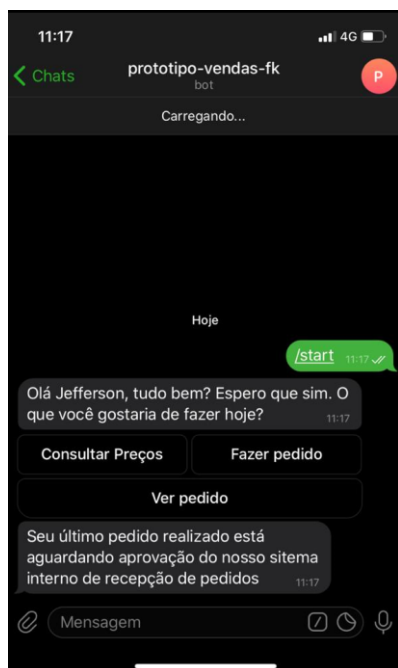 11:17
4G
Chats
prototipo-vendas-fk
bot
P
Carregando...
Hoje
/start 11:17
Olá Jefferson, tudo bem? Espero que sim. O
que você gostaria de fazer hoje? 11:17
Consultar Preços
Fazer pedido
Ver pedido
Seu último pedido realizado está
aguardando aprovação do nosso sitema
interno de recepção de pedidos 11:17
Mensagem